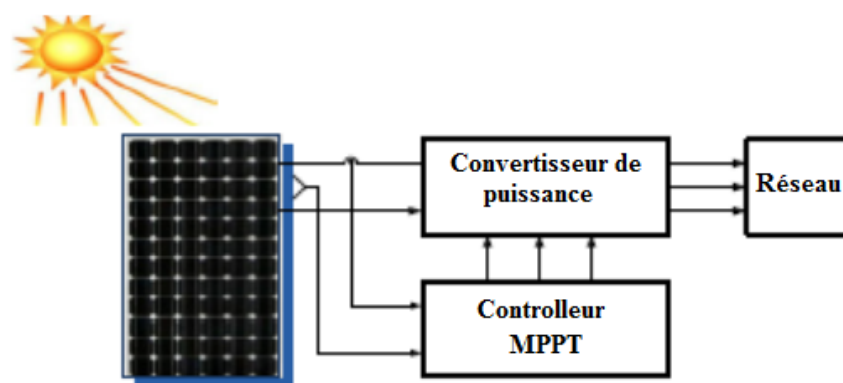 Convertisseur de
puissance
Réseau
Controlleur
MPPT